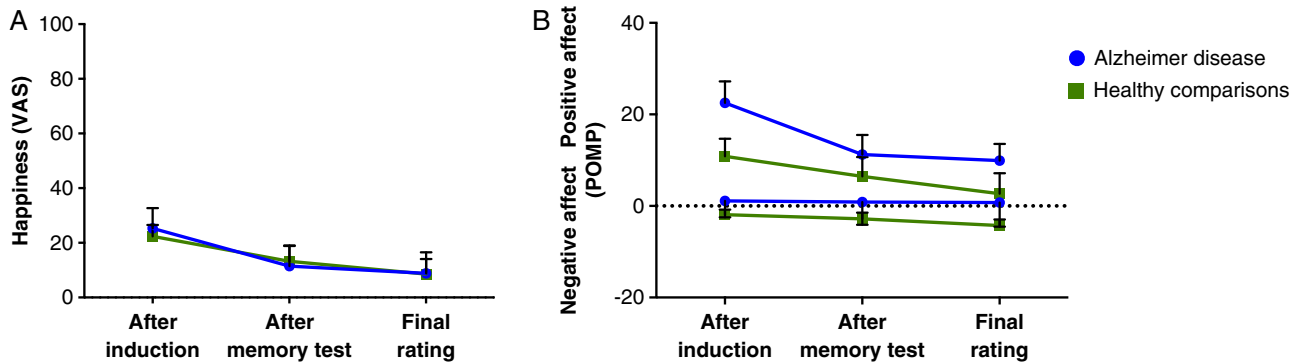 A
Happiness (VAS)
100
80
60
40
20
0
After
induction
After
memory test
Final
rating
B
Negative affect Positive affect
(POMP)
40
20
0
-20
After
induction
After
memory test
Final
rating
Alzheimer disease
Healthy comparisons